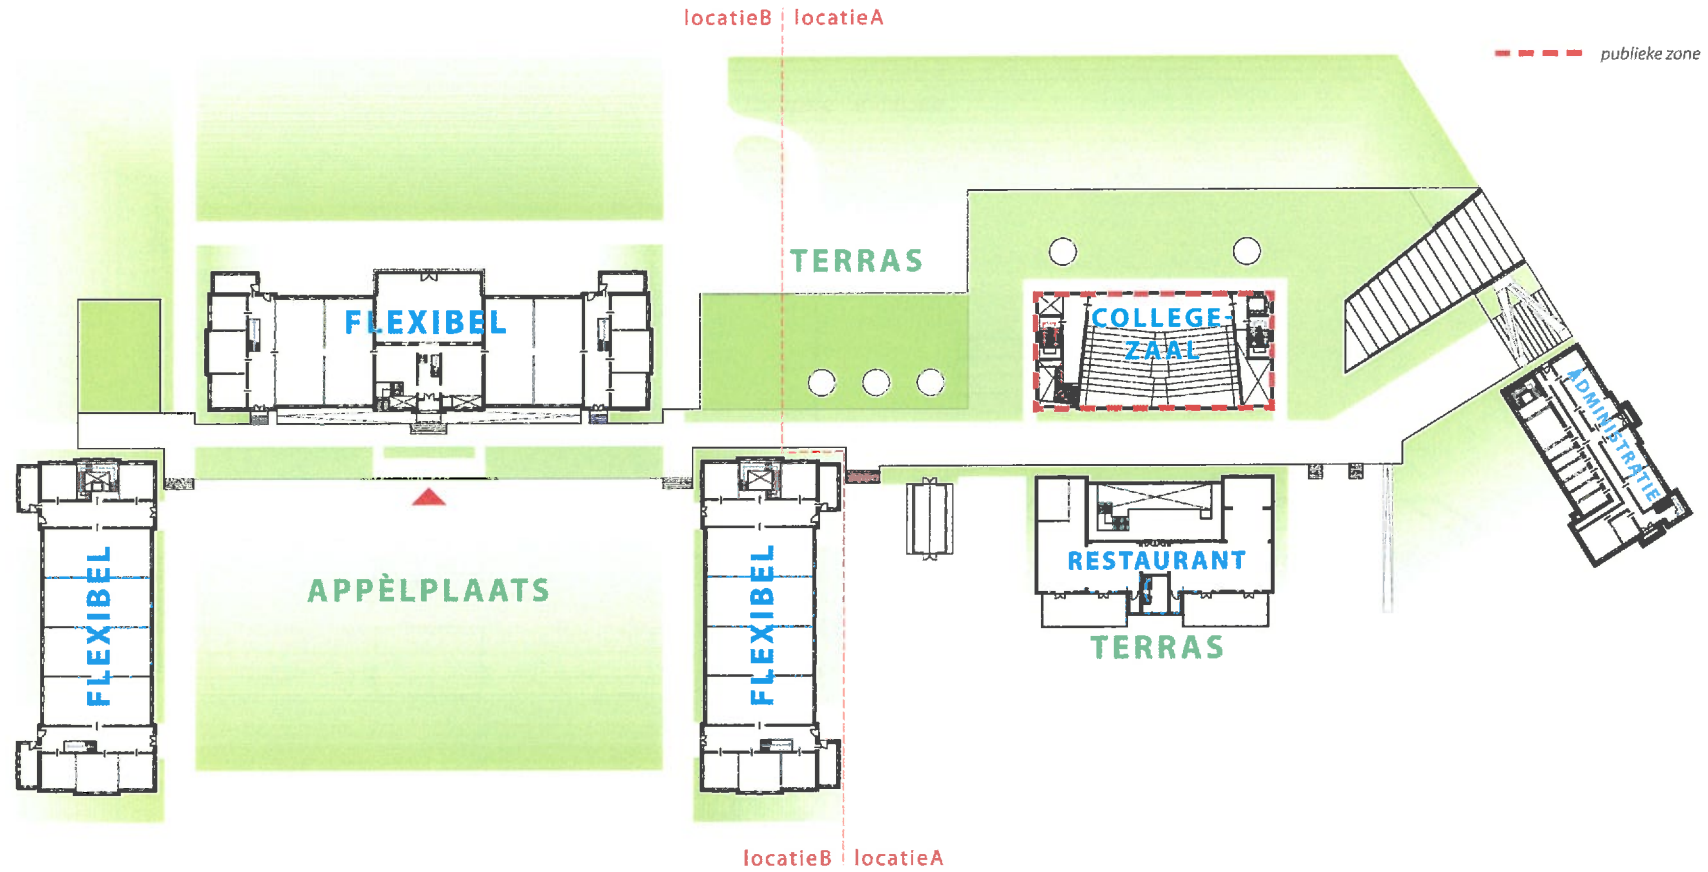 locatieB locatieA
publieke zone
TERRAS
FLEXIBEL
COLLEGE-
ZAAL
ADMINISTRATIE
FLEXIBEL
APPÈLPLAATS
FLEXIBEL
RESTAURANT
TERRAS
locatieB locatieA